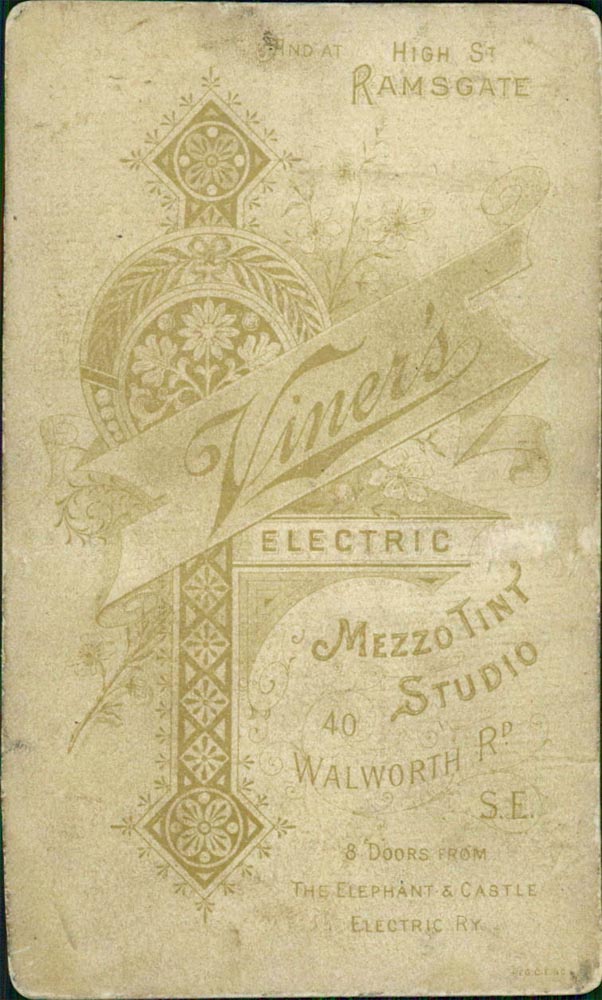 AND AT HIGH ST
RAMSGATE
Viner's
ELECTRIC
MEZZOTINT
STUDIO
40
WALWORTH RD
S.E.
8 DOORS FROM
THE ELEPHANT & CASTLE
ELECTRIC RY